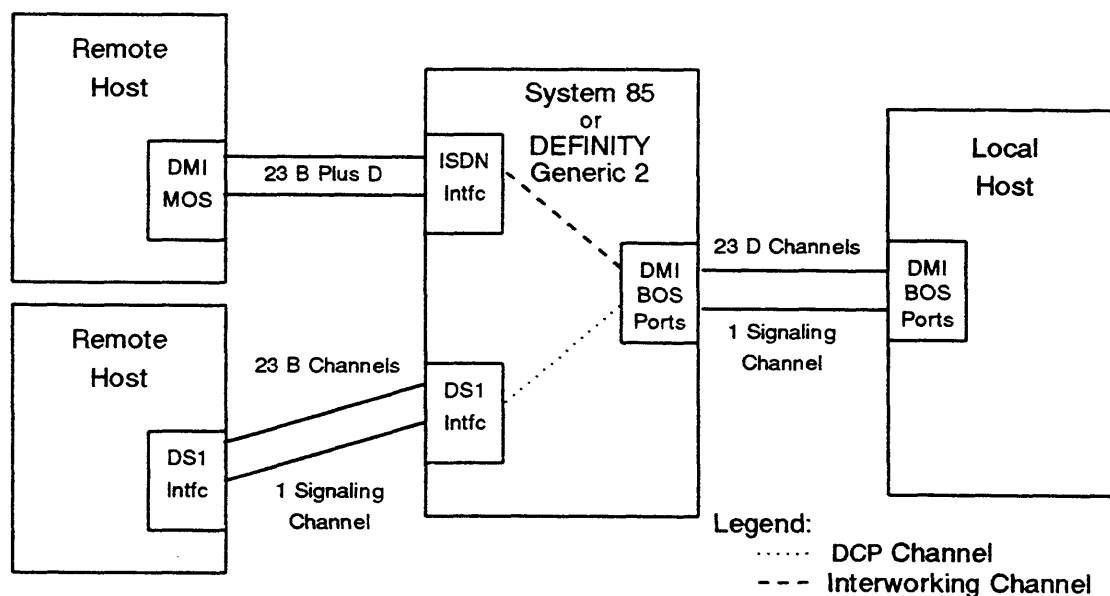 Remote
Host
DMI
MOS
23 B Plus D
ISDN
Intfc
System 85
or
DEFINITY
Generic 2
DMI
BOS
Ports
23 D Channels
1 Signaling
Channel
Local
Host
DMI
BOS
Ports
Remote
Host
DS1
Intfc
23 B Channels
1 Signaling
Channel
DS1
Intfc
Legend:
DCP Channel
Interworking Channel